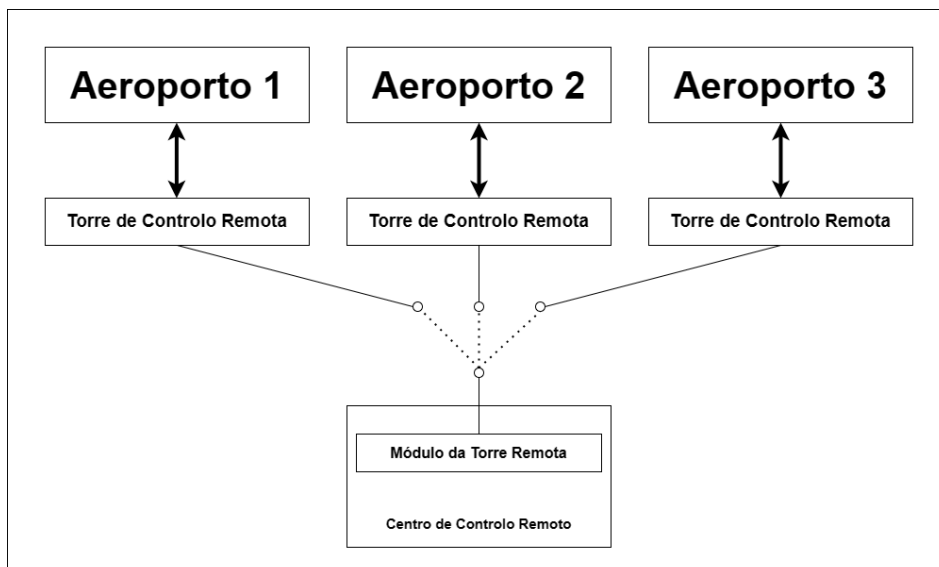 Aeroporto 1
Aeroporto 2
Aeroporto 3
Torre de Controlo Remota
Torre de Controlo Remota
Torre de Controlo Remota
Módulo da Torre Remota
Centro de Controlo Remoto